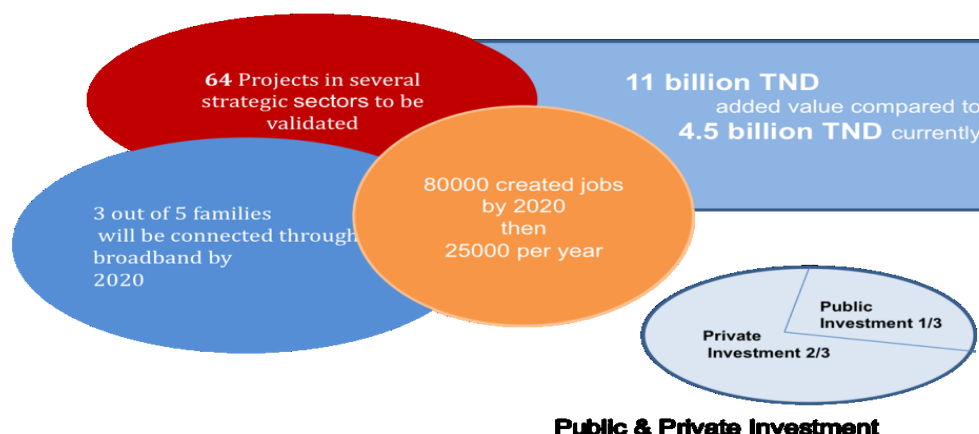 64 Projects in several
strategic sectors to be
validated
11 billion TND
added value compared to
4.5 billion TND currently
3 out of 5 families
will be connected through
broadband by
2020
80000 created jobs
by 2020
then
25000 per year
Public
Investment 1/3
Private
Investment 2/3
Public & Private Investment